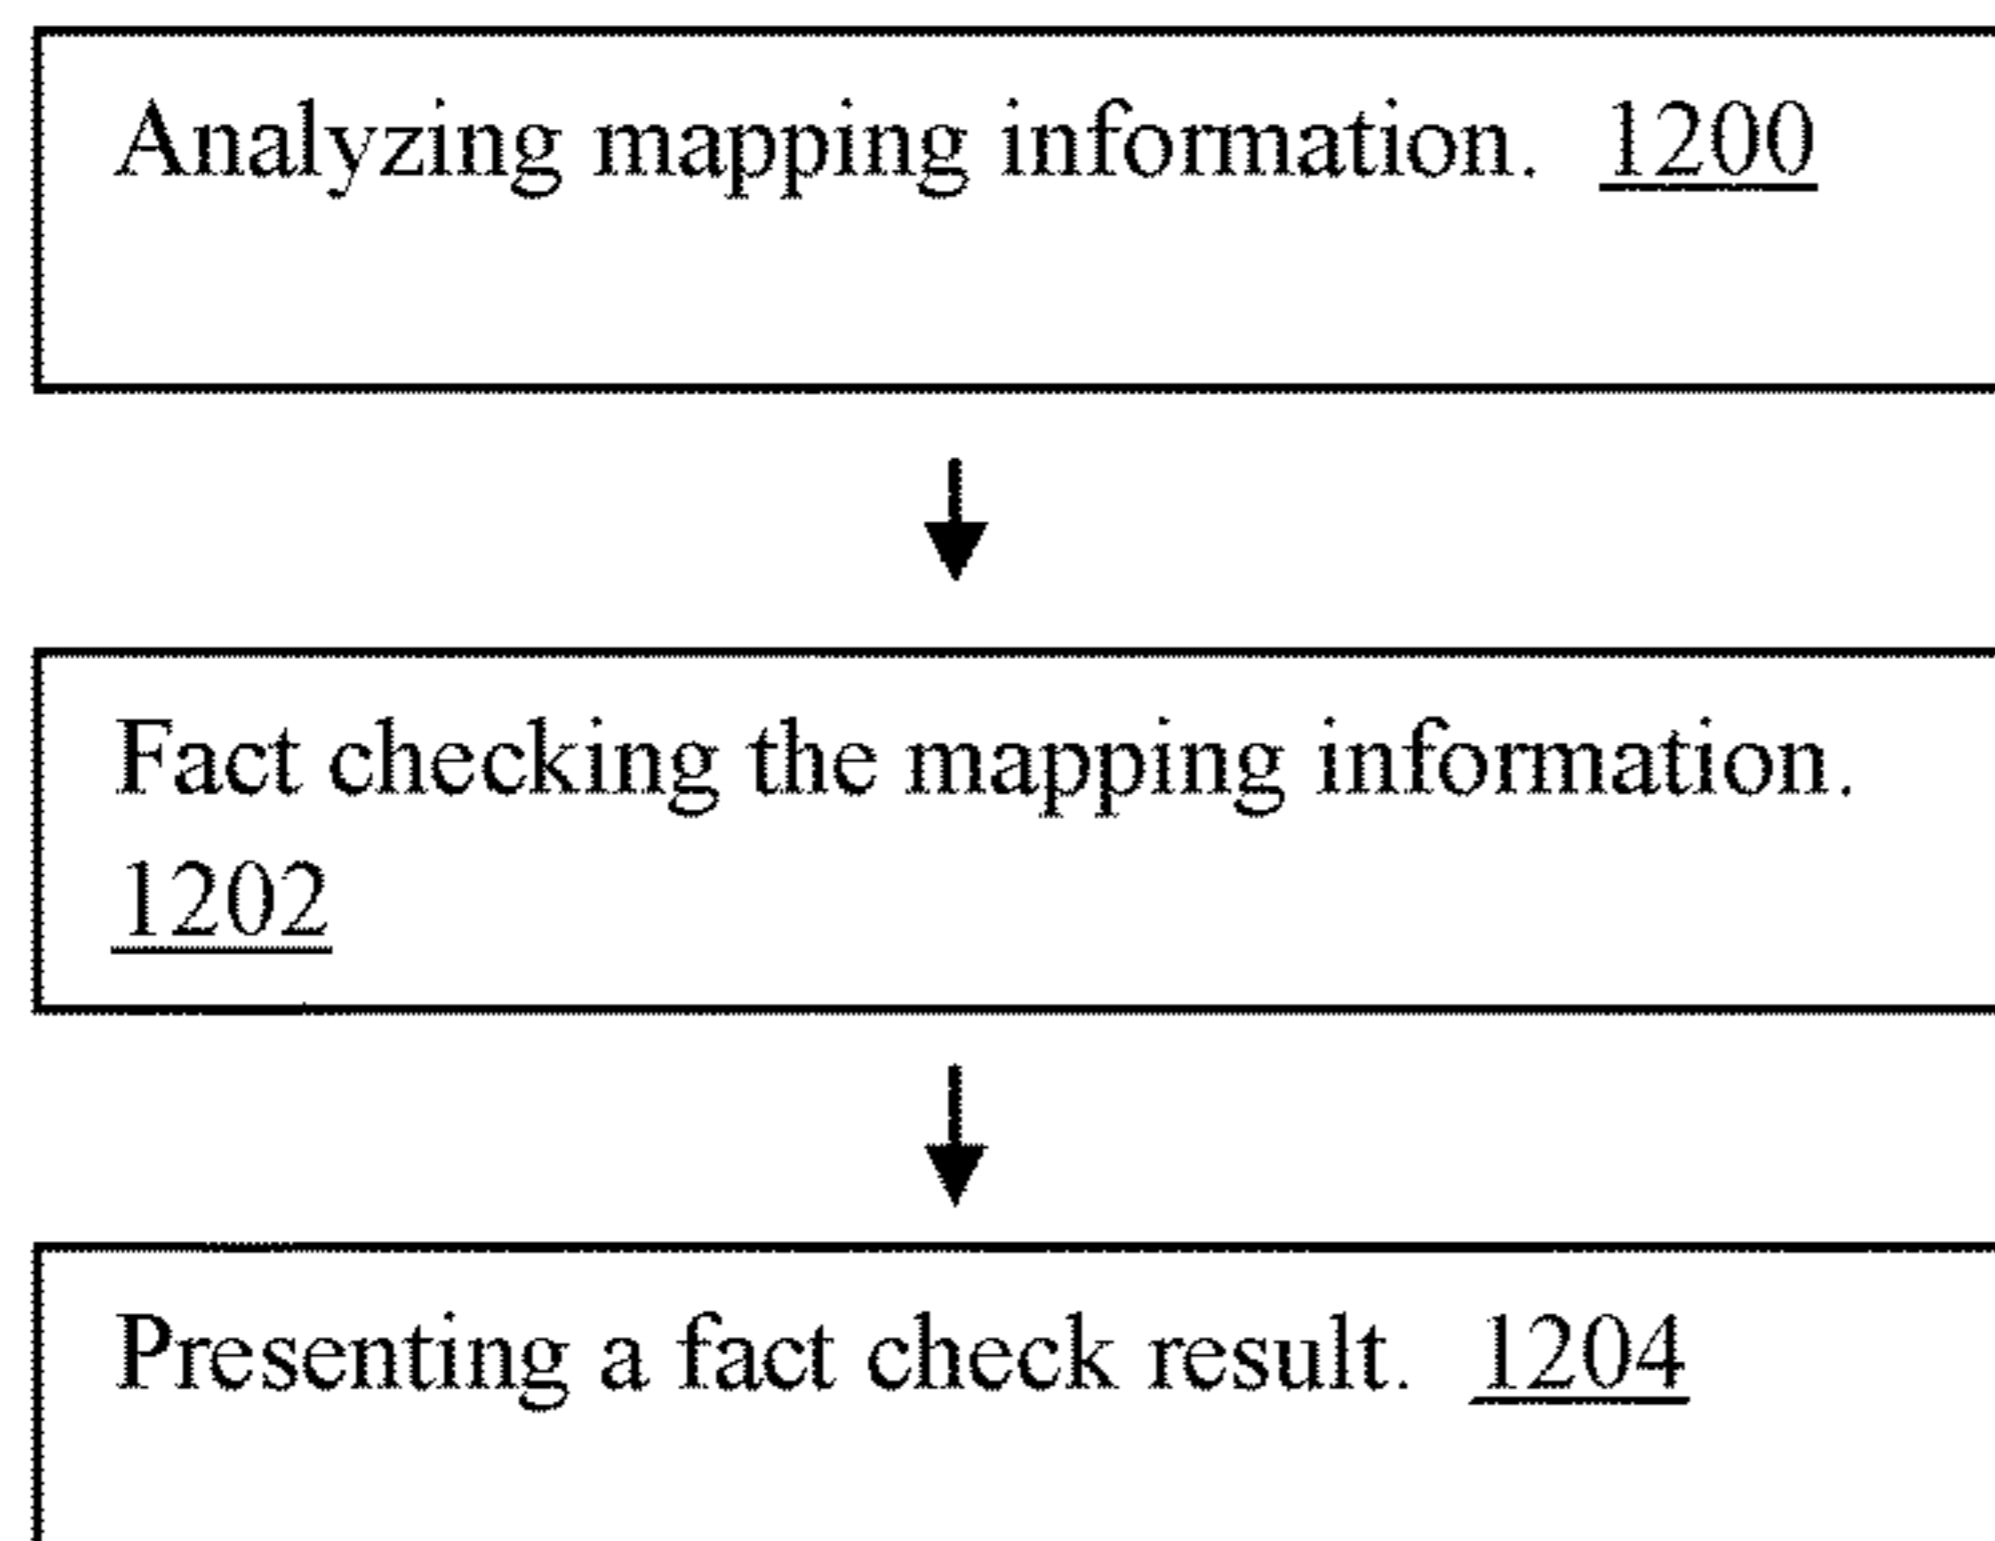 Analyzing mapping information. 1200
Fact checking the mapping information.
1202
Presenting a fact check result. 1204